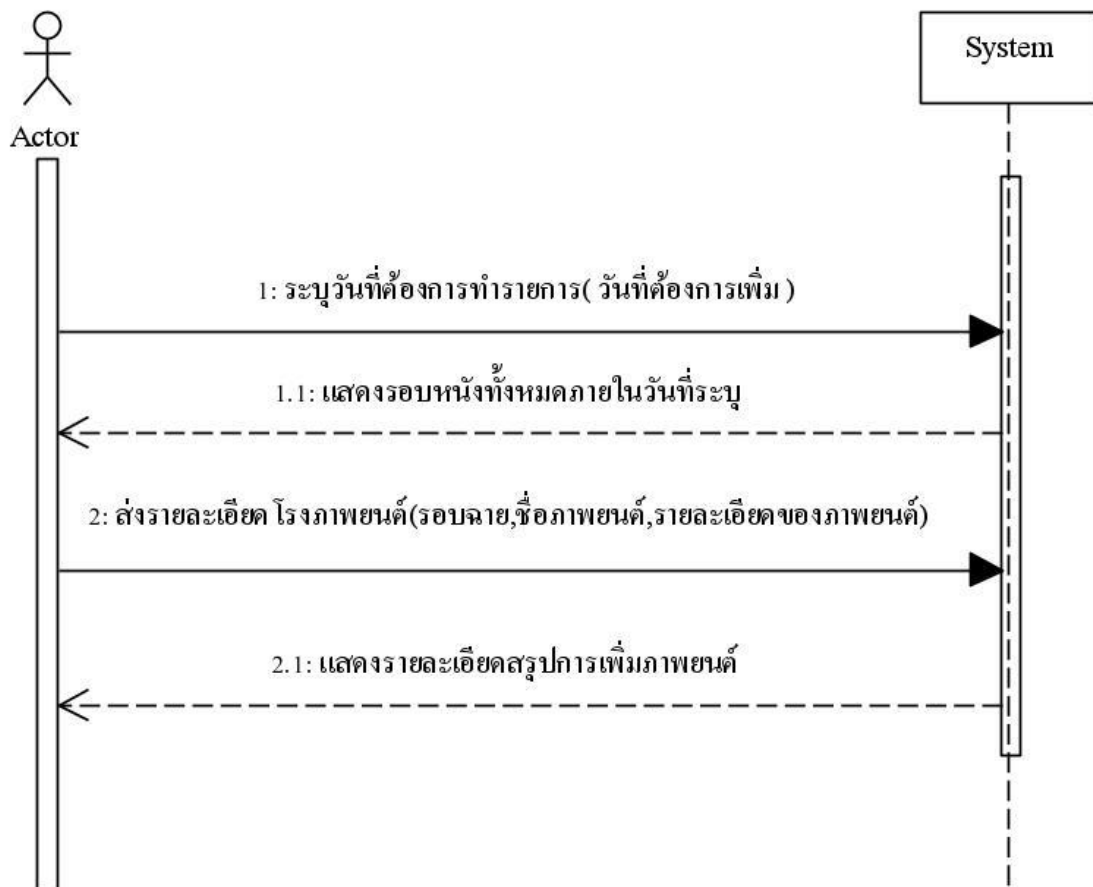 System
Actor
1: ระบุวันที่ต้องการทำรายการ( วันที่ต้องการเพิ่ม )
1.1: แสดงรอบหนังทั้งหมดภายในวันที่ระบุ
2: ส่งรายละเอียด โรงภาพยนต์(รอบฉาย,ชื่อภาพยนต์,รายละเอียดของภาพยนต์)
2.1: แสดงรายละเอียดสรุปการเพิ่มภาพยนต์